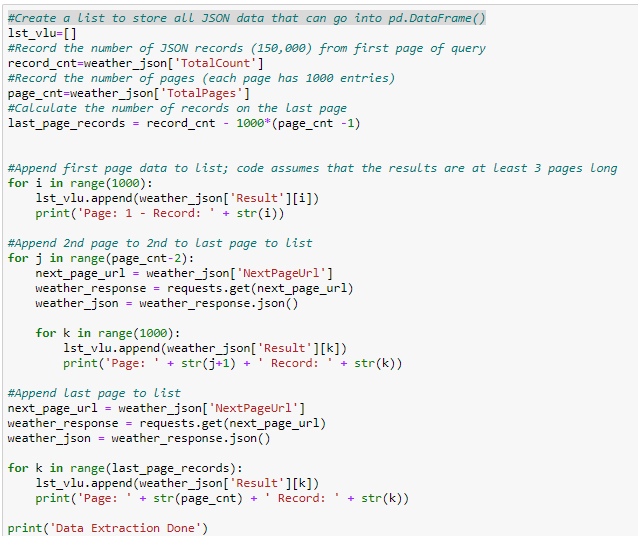 #Create a list to store all JSON data that can go into pd.DataFrame()
lst_vlu=[]
#Record the number of JSON records (150,000) from first page of query
record_cnt=weather_json['TotalCount']
#Record the number of pages (each page has 1000 entries)
page_cnt=weather_json['TotalPages']
#Calculate the number of records on the last page
last_page_records = record_cnt - 1000*(page_cnt -1)

#Append first page data to list; code assumes that the results are at least 3 pages long
for i in range(1000):
    lst_vlu.append(weather_json['Result'][i])
    print('Page: 1 - Record: ' + str(i))

#Append 2nd page to 2nd to last page to list
for j in range(page_cnt-2):
    next_page_url = weather_json['NextPageUrl']
    weather_response = requests.get(next_page_url)
    weather_json = weather_response.json()

    for k in range(1000):
        lst_vlu.append(weather_json['Result'][k])
        print('Page: ' + str(j+1) + ' Record: ' + str(k))

#Append last page to list
next_page_url = weather_json['NextPageUrl']
weather_response = requests.get(next_page_url)
weather_json = weather_response.json()

for k in range(last_page_records):
    lst_vlu.append(weather_json['Result'][k])
    print('Page: ' + str(page_cnt) + ' Record: ' + str(k))

print('Data Extraction Done')